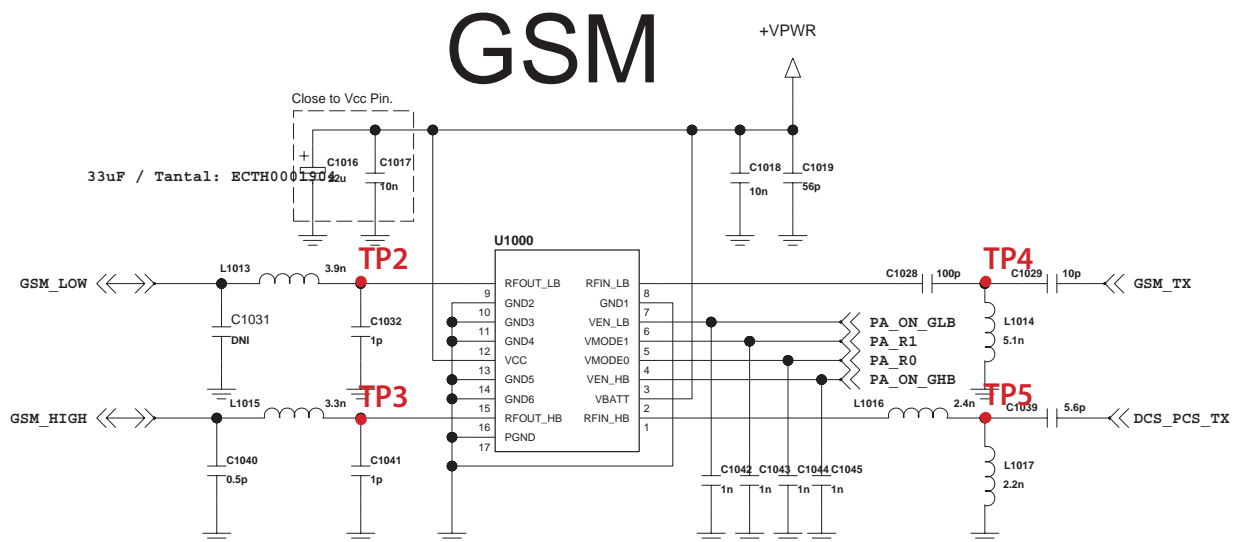 GSM
+VPWR
Close to Vcc Pin.
+
C1016
C1017
10n
33uF / Tantal: ECTH0001904
C1018
10n
C1019
56p
U1000
L1013
3.9n
TP2
GSM_LOW
C1031
DNI
C1032
1p
RFOUT_LB
9
GND2
10
GND3
11
GND4
12
VCC
13
GND5
14
GND6
15
RFOUT_HB
16
PGND
17
RFIN_LB
8
GND1
7
VEN_LB
6
VMODE1
5
VMODE0
4
VEN_HB
3
VBATT
2
RFIN_HB
1
C1028
100p
TP4
C1029
10p
GSM_TX
L1014
5.1n
PA_ON_GLB
PA_R1
PA_R0
PA_ON_GHB
L1015
3.3n
TP3
GSM_HIGH
C1040
0.5p
C1041
1p
L1016
2.4n
TP5
C1039
5.6p
DCS_PCS_TX
L1017
2.2n
C1042
1n
C1043
1n
C1044
1n
C1045
1n